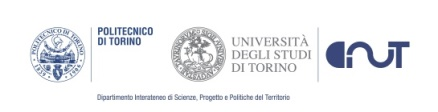 POLITECNICO
DI TORINO
UNIVERSITÀ
DEGLI STUDI
DI TORINO
Dipartimento Interateneo di Scienze, Progetto e Politiche del Territorio